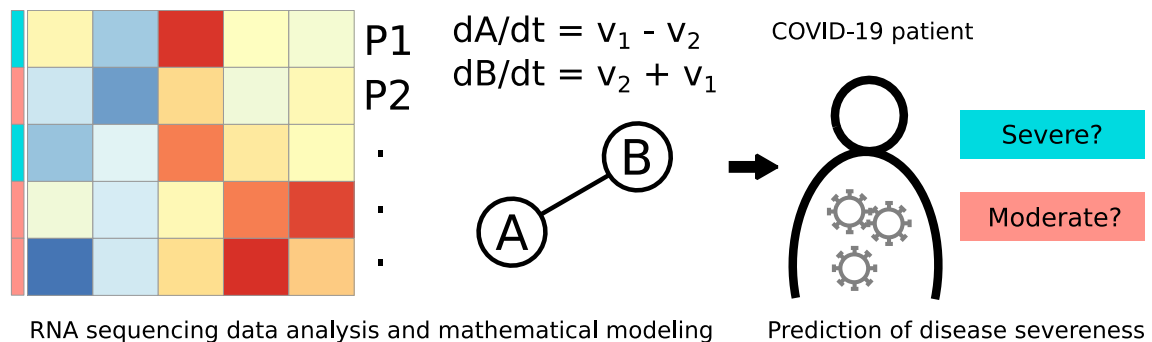 P1
P2
.
.
.
dA/dt = v₁ - v₂
dB/dt = v₂ + v₁
A
B
COVID-19 patient
Severe?
Moderate?
RNA sequencing data analysis and mathematical modeling
Prediction of disease severeness